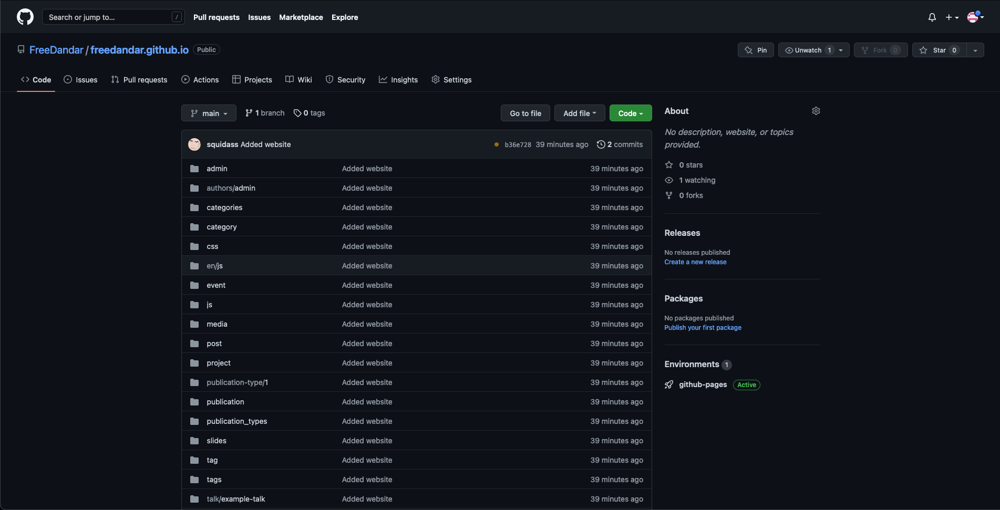 Search or jump to... /
Pull requests Issues Marketplace Explore
FreeDandar / freedandar.github.io Public
Pin Unwatch 1 Fork 0 Star 0
Code Issues Pull requests Actions Projects Wiki Security Insights Settings
main 1 branch 0 tags Go to file Add file Code
squidass Added website b36e728 39 minutes ago 2 commits
admin Added website 39 minutes ago
authors/admin Added website 39 minutes ago
categories Added website 39 minutes ago
category Added website 39 minutes ago
css Added website 39 minutes ago
en/js Added website 39 minutes ago
event Added website 39 minutes ago
js Added website 39 minutes ago
media Added website 39 minutes ago
post Added website 39 minutes ago
project Added website 39 minutes ago
publication-type/1 Added website 39 minutes ago
publication Added website 39 minutes ago
publication_types Added website 39 minutes ago
slides Added website 39 minutes ago
tag Added website 39 minutes ago
tags Added website 39 minutes ago
talk/example-talk Added website 39 minutes ago
About
No description, website, or topics
provided.
0 stars
1 watching
0 forks
Releases
No releases published
Create a new release
Packages
No packages published
Publish your first package
Environments 1
github-pages Active